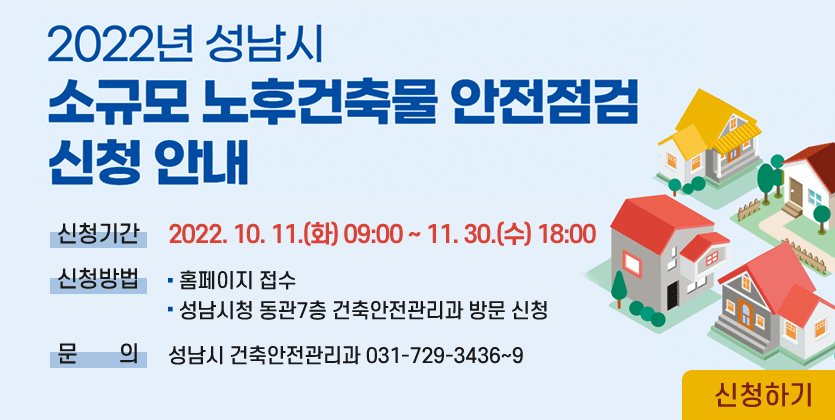 2022년 성남시
소규모 노후건축물 안전점검
신청 안내
신청기간 2022. 10. 11.(화) 09:00 ~ 11. 30.(수) 18:00
신청방법 ▪ 홈페이지 접수
▪ 성남시청 동관7층 건축안전관리과 방문 신청
문 의 성남시 건축안전관리과 031-729-3436~9
신청하기